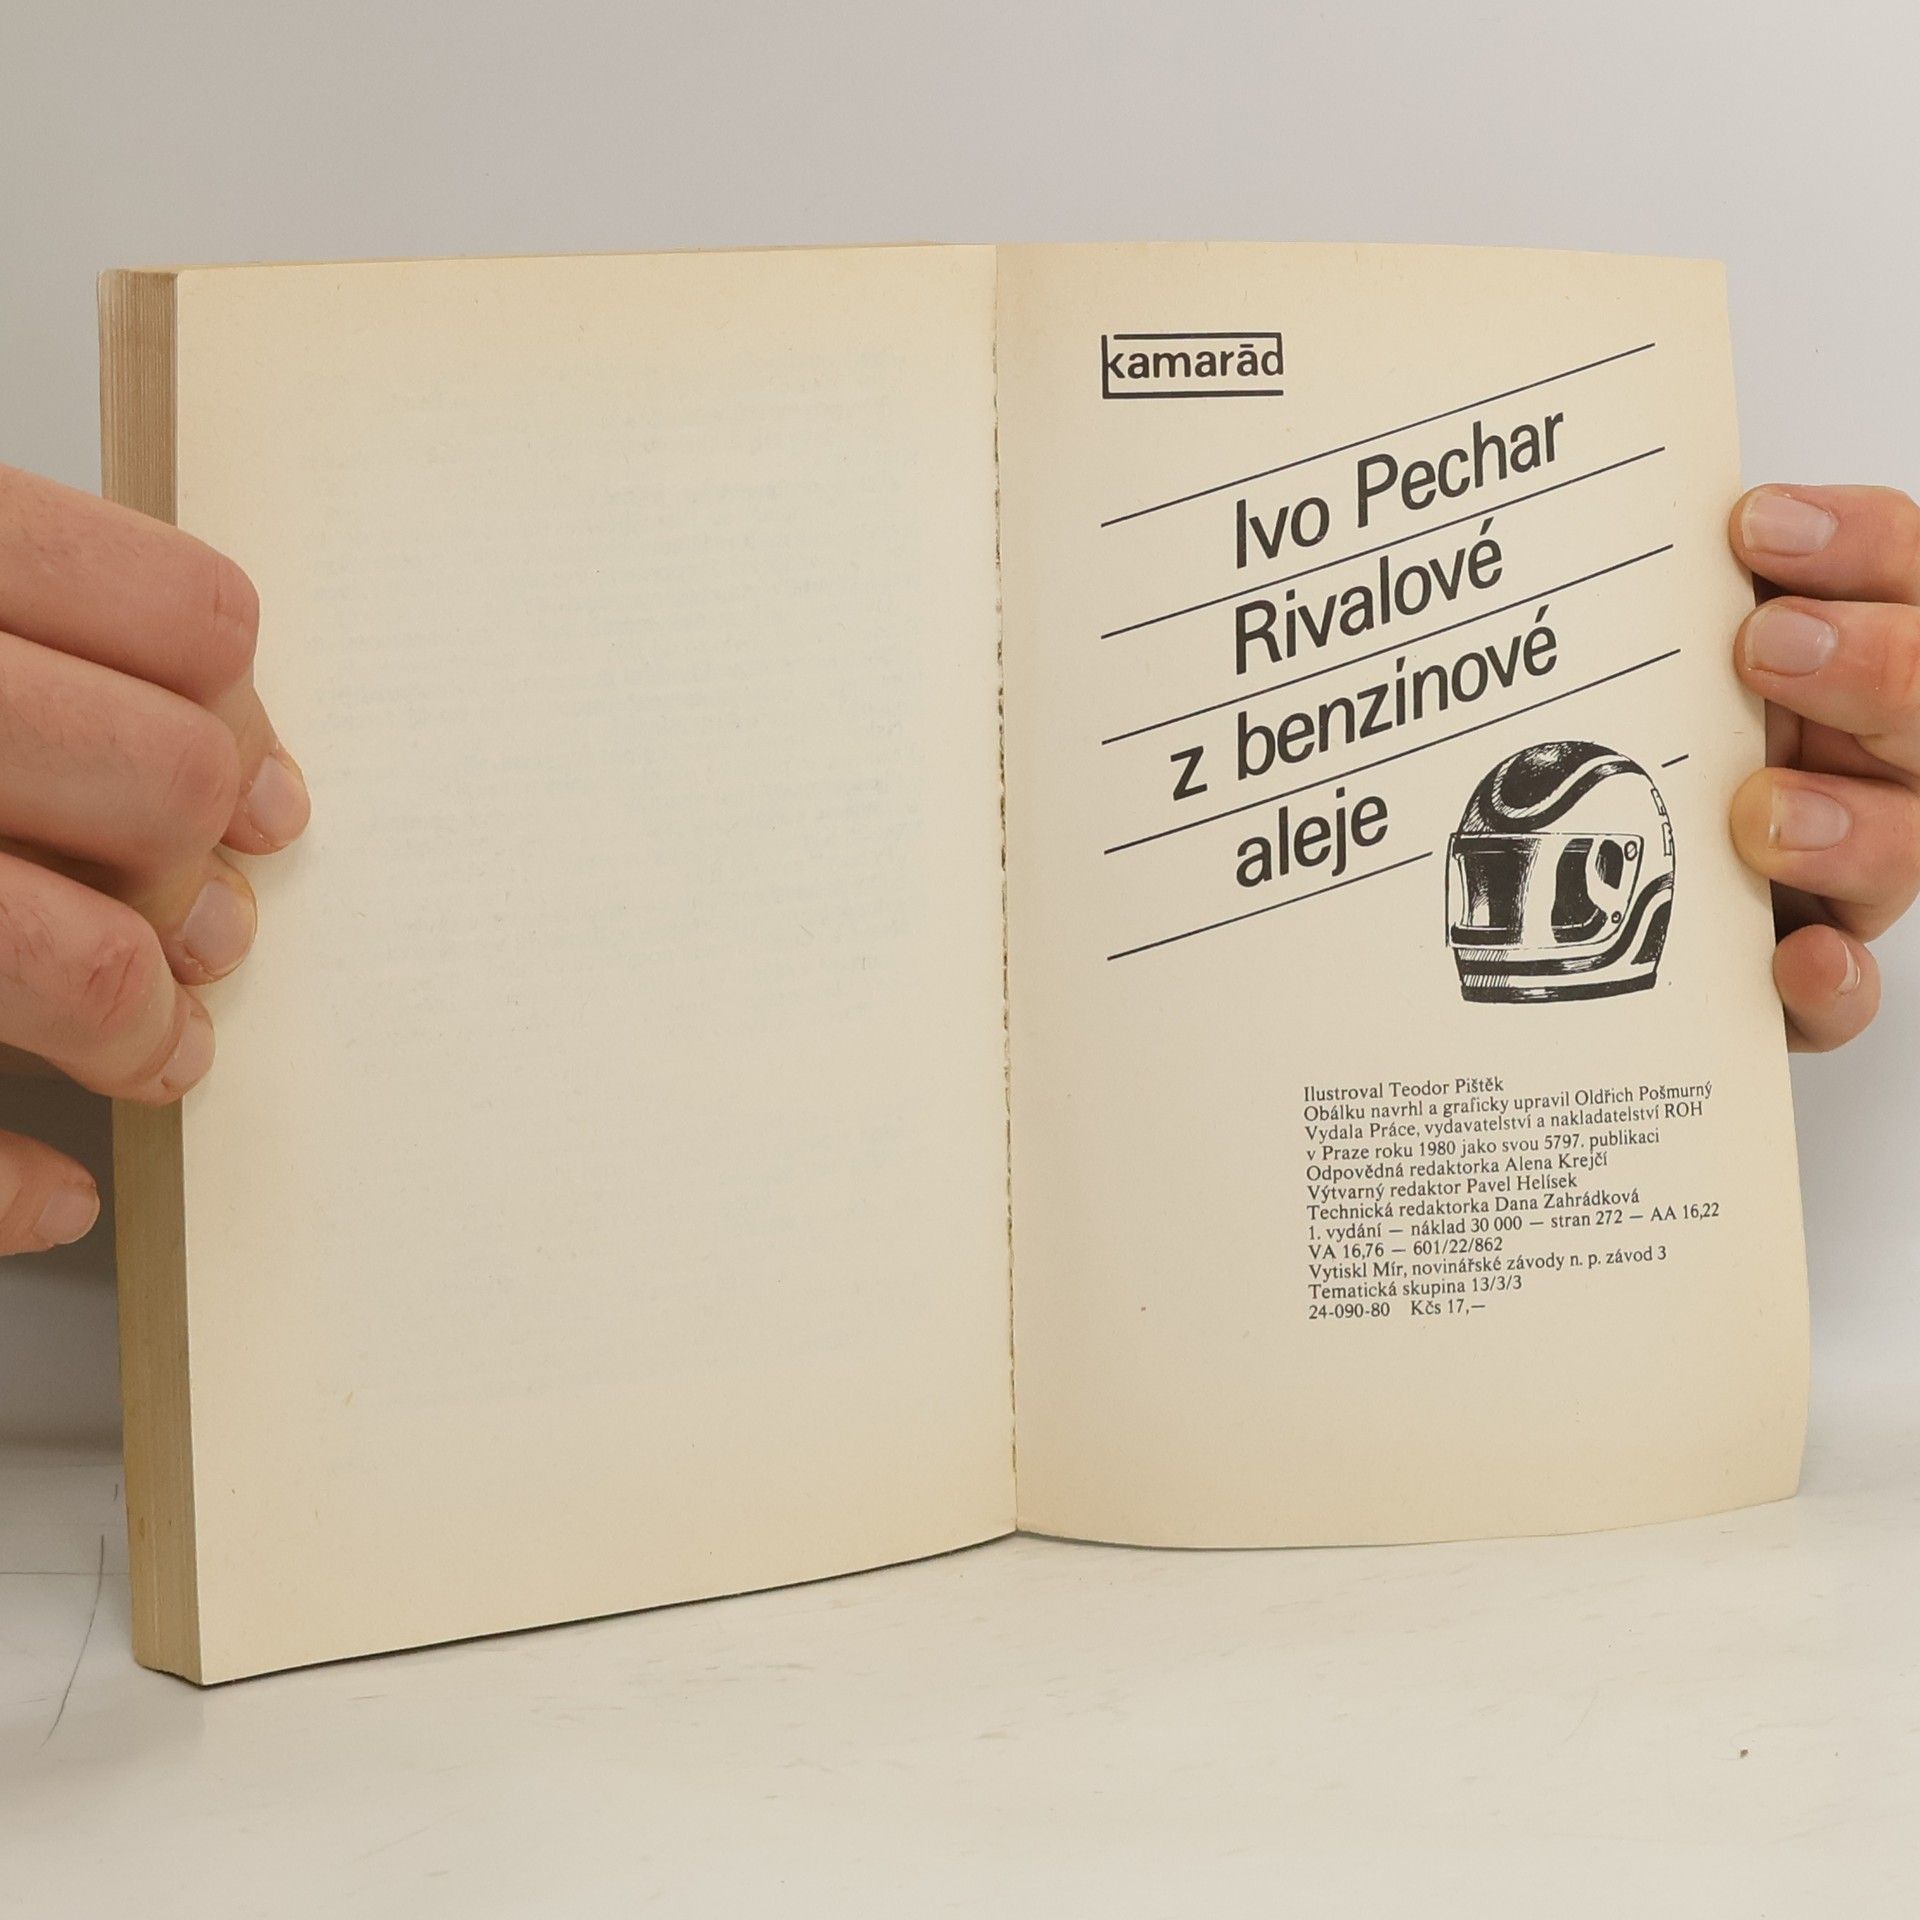 kamarād
Ivo Pechar
Rivalové
z benzínové
aleje
Ilustroval Teodor Pištěk
Obálku navrhl a graficky upravil Oldřich Pošmurný
Vydala Práce, vydavatelství a nakladatelství ROH
v Praze roku 1980 jako svou 5797. publikaci
Odpovědná redaktorka Alena Krejčí
Výtvarný redaktor Pavel Helísek
Technická redaktorka Dana Zahrádková
1. vydání — náklad 30 000 — stran 272 — AA 16,22
VA 16,76 — 601/22/862
Vytiskl Mír, novinářské závody n. p. závod 3
Tematická skupina 13/3/3
24-090-80 Kčs 17,—